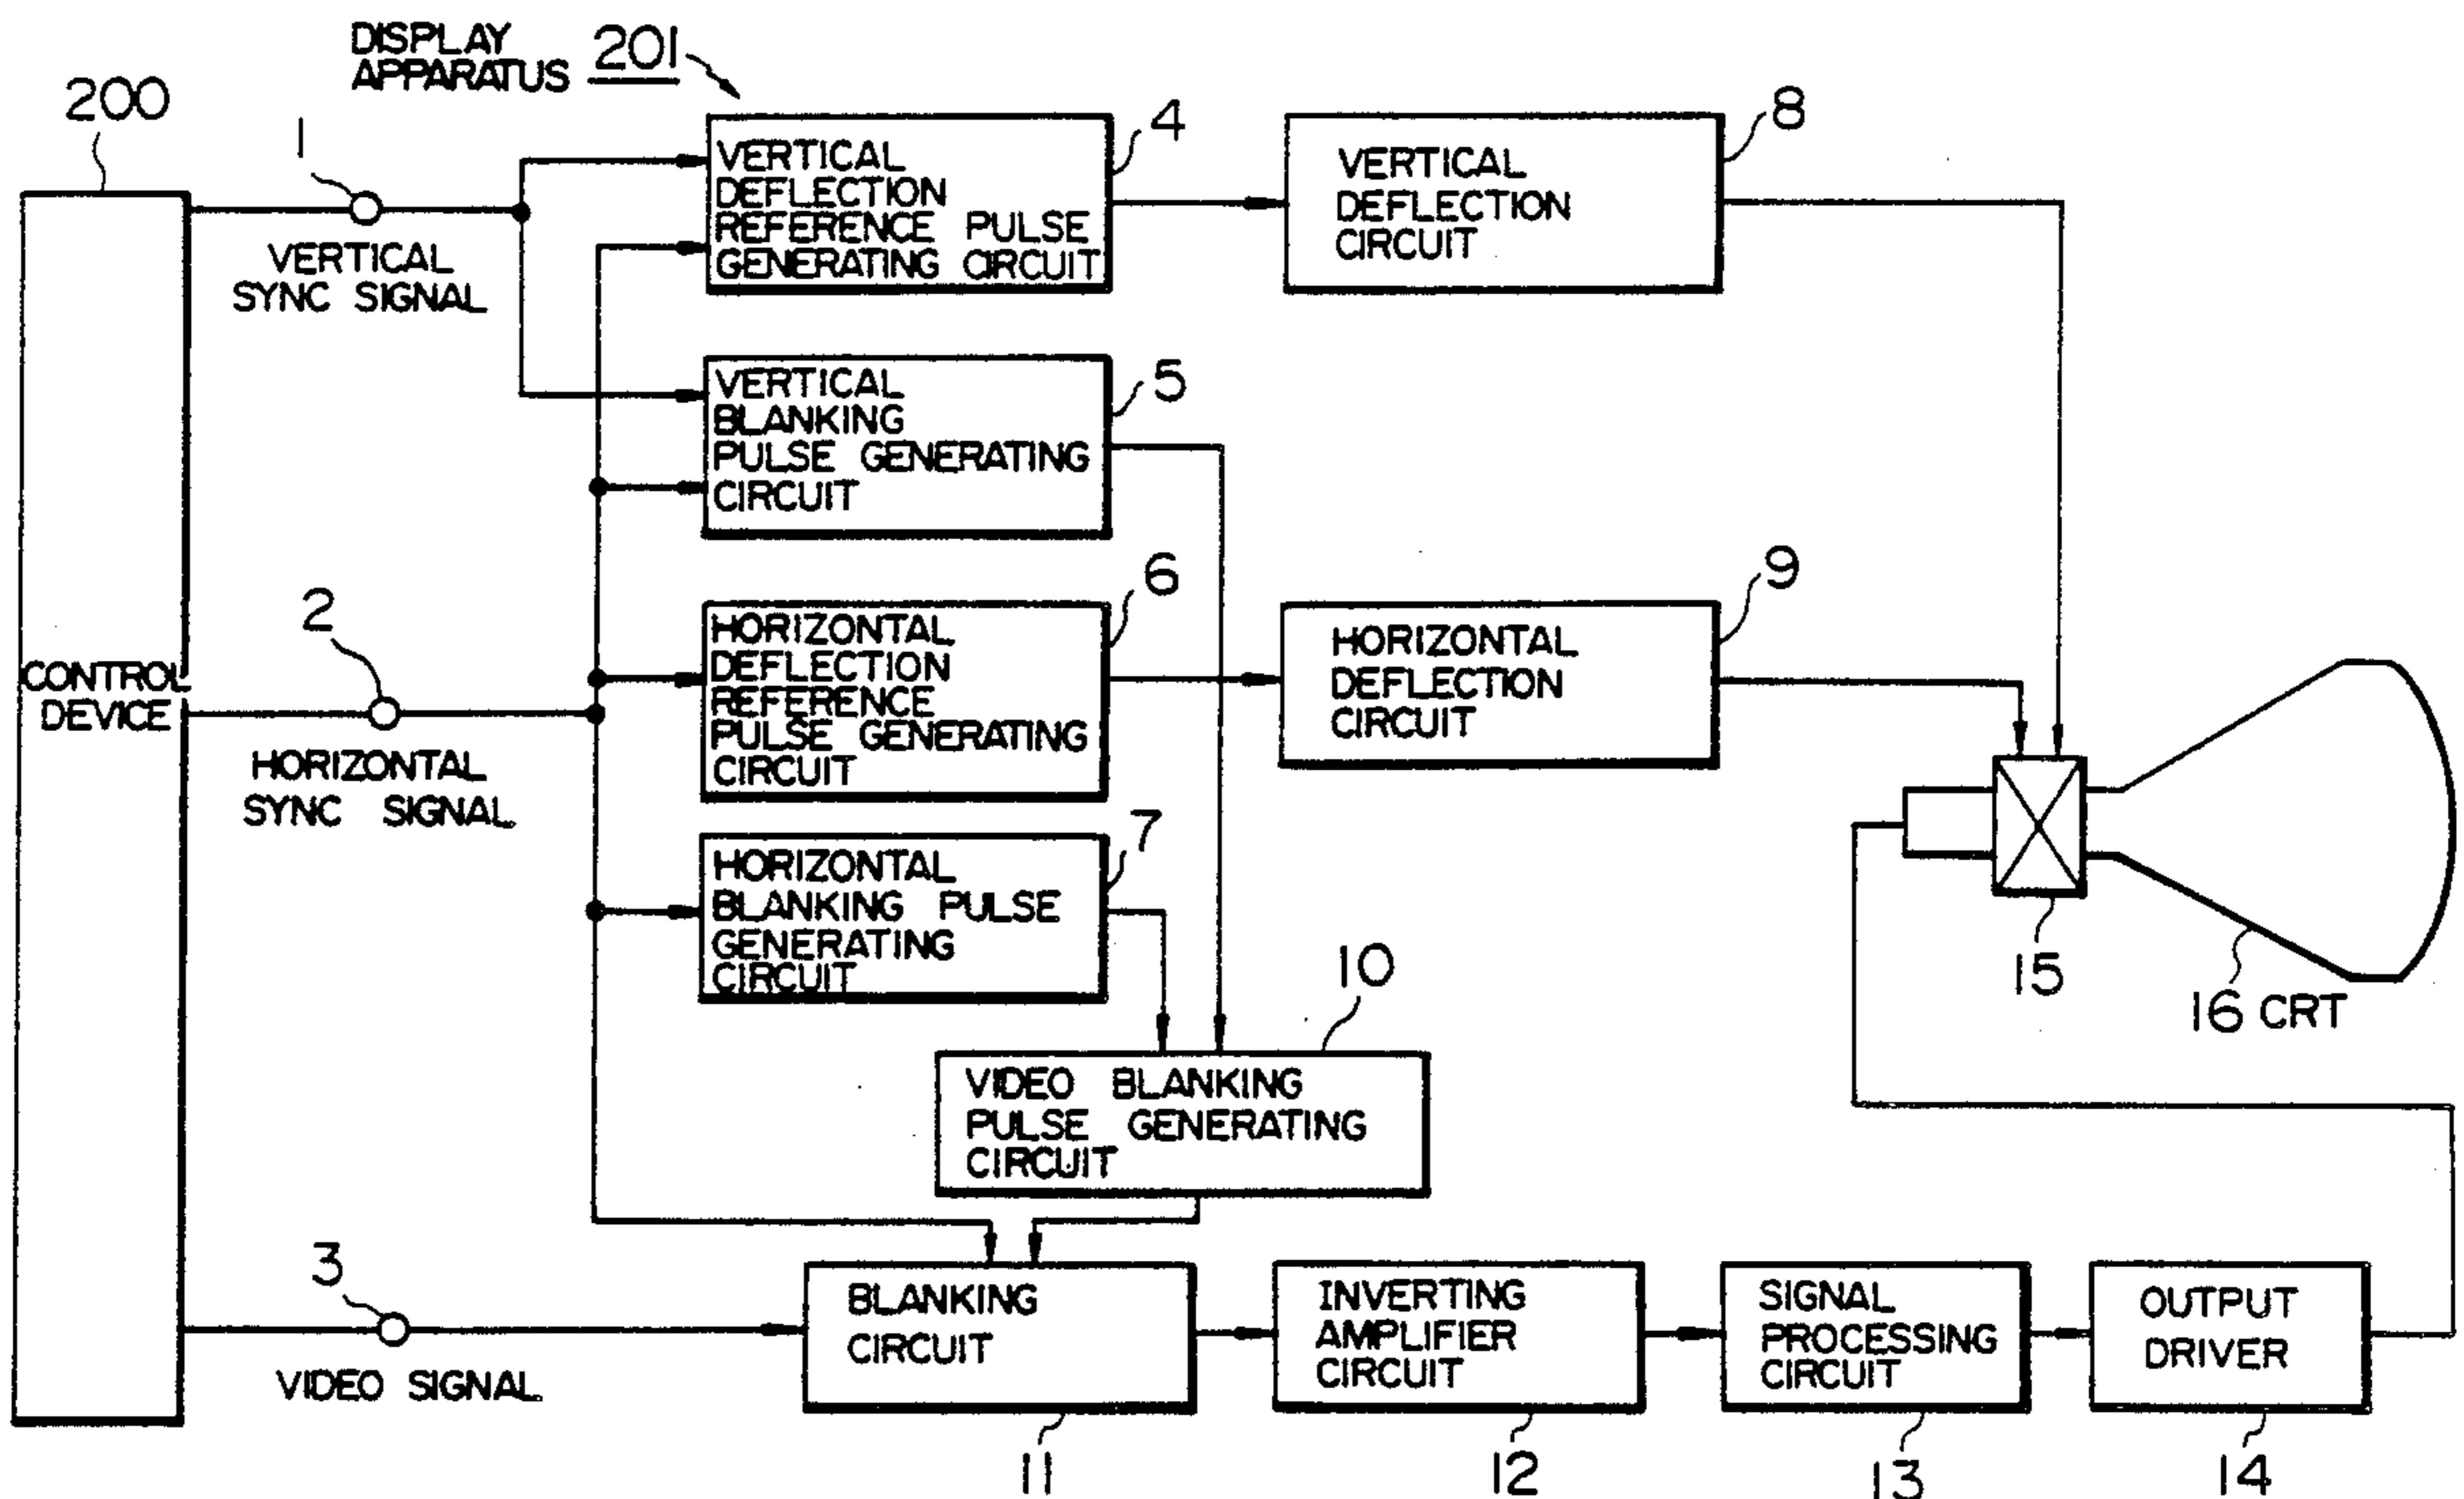 DISPLAY
APPARATUS 201
200
1
VERTICAL
SYNC SIGNAL
4
VERTICAL
DEFLECTION
REFERENCE PULSE
GENERATING CIRCUIT
8
VERTICAL
DEFLECTION
CIRCUIT
5
VERTICAL
BLANKING
PULSE GENERATING
CIRCUIT
CONTROL
DEVICE
2
HORIZONTAL
SYNC SIGNAL
6
HORIZONTAL
DEFLECTION
REFERENCE
PULSE GENERATING
CIRCUIT
9
HORIZONTAL
DEFLECTION
CIRCUIT
7
HORIZONTAL
BLANKING PULSE
GENERATING
CIRCUIT
15
16 CRT
10
VIDEO BLANKING
PULSE GENERATING
CIRCUIT
3
VIDEO SIGNAL
BLANKING
CIRCUIT
11
INVERTING
AMPLIFIER
CIRCUIT
12
SIGNAL
PROCESSING
CIRCUIT
13
OUTPUT
DRIVER
14